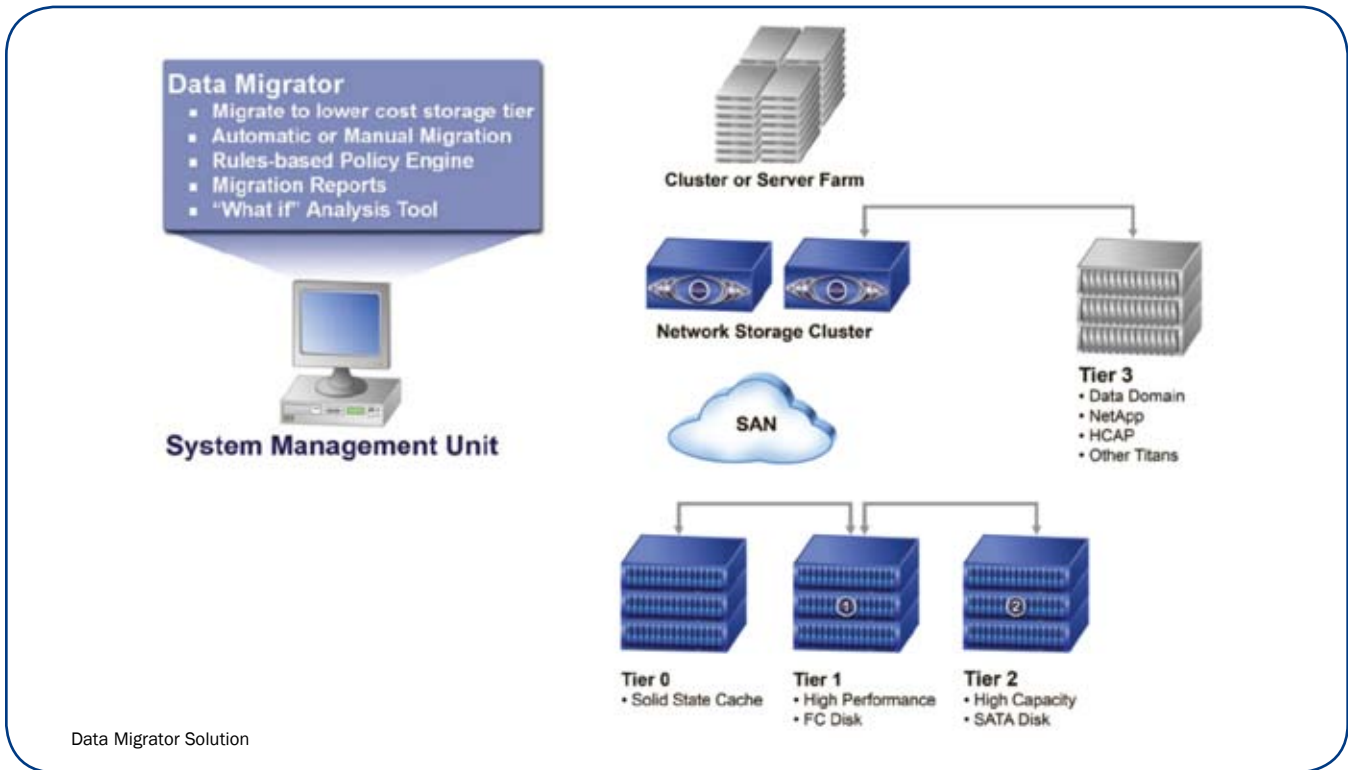 Data Migrator
▪ Migrate to lower cost storage tier
▪ Automatic or Manual Migration
▪ Rules-based Policy Engine
▪ Migration Reports
▪ “What if” Analysis Tool
System Management Unit
Cluster or Server Farm
Network Storage Cluster
Tier 3
• Data Domain
• NetApp
• HCAP
• Other Titans
SAN
1
2
Tier 0
• Solid State Cache
Tier 1
• High Performance
• FC Disk
Tier 2
• High Capacity
• SATA Disk
Data Migrator Solution